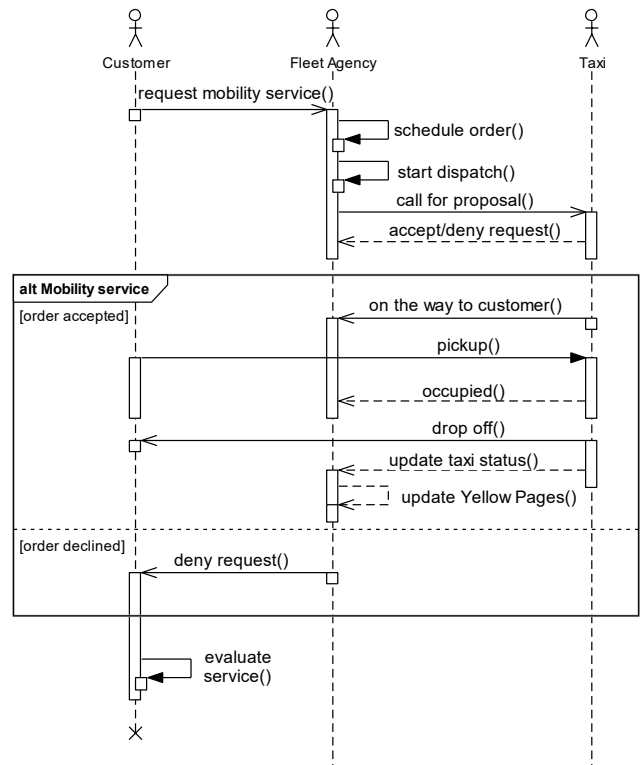 Customer
Fleet Agency
Taxi
request mobility service()
schedule order()
start dispatch()
call for proposal()
accept/deny request()
alt Mobility service
[order accepted]
on the way to customer()
pickup()
occupied()
drop off()
update taxi status()
update Yellow Pages()
[order declined]
deny request()
evaluate
service()